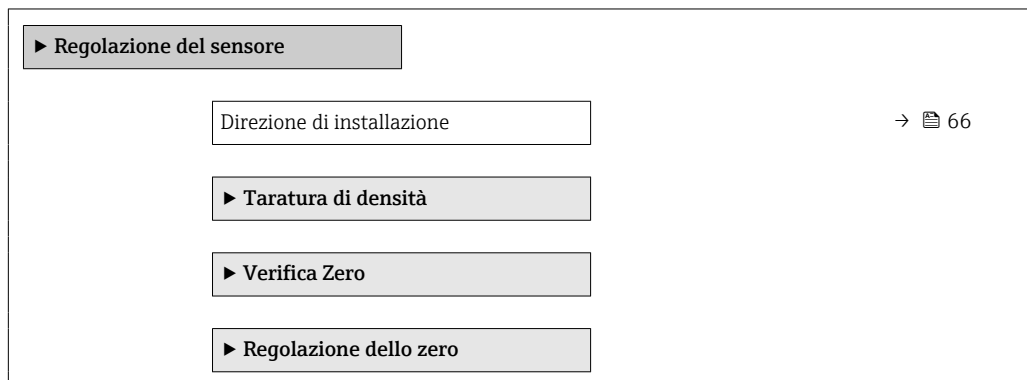 ▶ Regolazione del sensore
Direzione di installazione → 66
▶ Taratura di densità
▶ Verifica Zero
▶ Regolazione dello zero